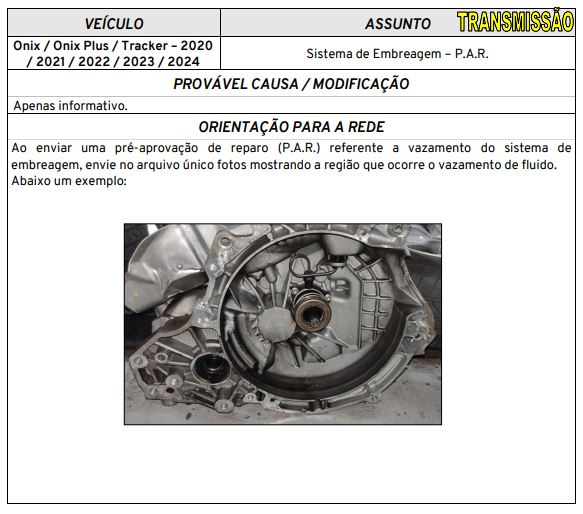 VEÍCULO
ASSUNTO
TRANSMISSÃO
Onix / Onix Plus / Tracker – 2020
/ 2021 / 2022 / 2023 / 2024
Sistema de Embreagem – P.A.R.
PROVÁVEL CAUSA / MODIFICAÇÃO
Apenas informativo.
ORIENTAÇÃO PARA A REDE
Ao enviar uma pré-aprovação de reparo (P.A.R.) referente a vazamento do sistema de
embreagem, envie no arquivo único fotos mostrando a região que ocorre o vazamento de fluido.
Abaixo um exemplo: